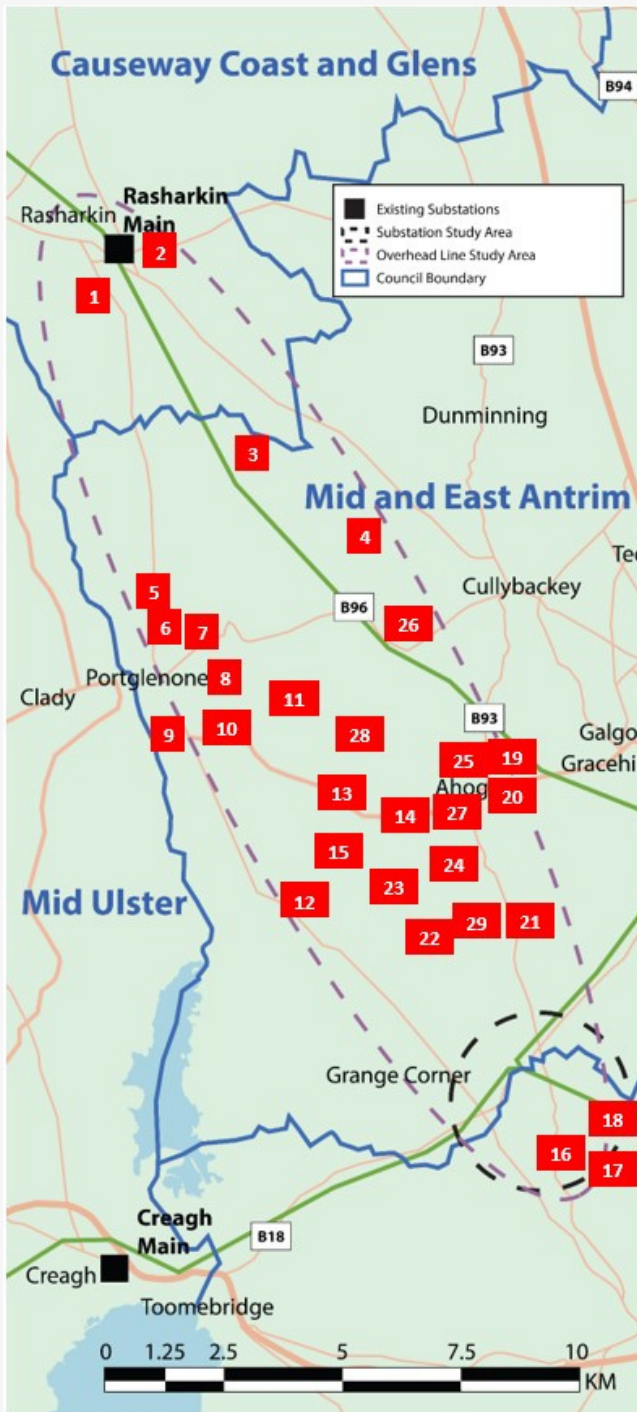 Causeway Coast and Glens
B94
Rasharkin
Rasharkin
Main
Existing Substations
Substation Study Area
Overhead Line Study Area
Council Boundary
2
1
B93
Dunminning
3
Mid and East Antrim
4
5
Cullybackey
B96
6
7
26
Portglenone
8
Clady
11
B93
9
10
28
Galgo
25
19
Gracehi
Ahog
13
20
14
27
15
24
Mid Ulster
23
12
29
21
22
Grange Corner
18
16
17
Creagh
Main
B18
Creagh
Toomebridge
0 1.25 2.5 5 7.5 10
KM